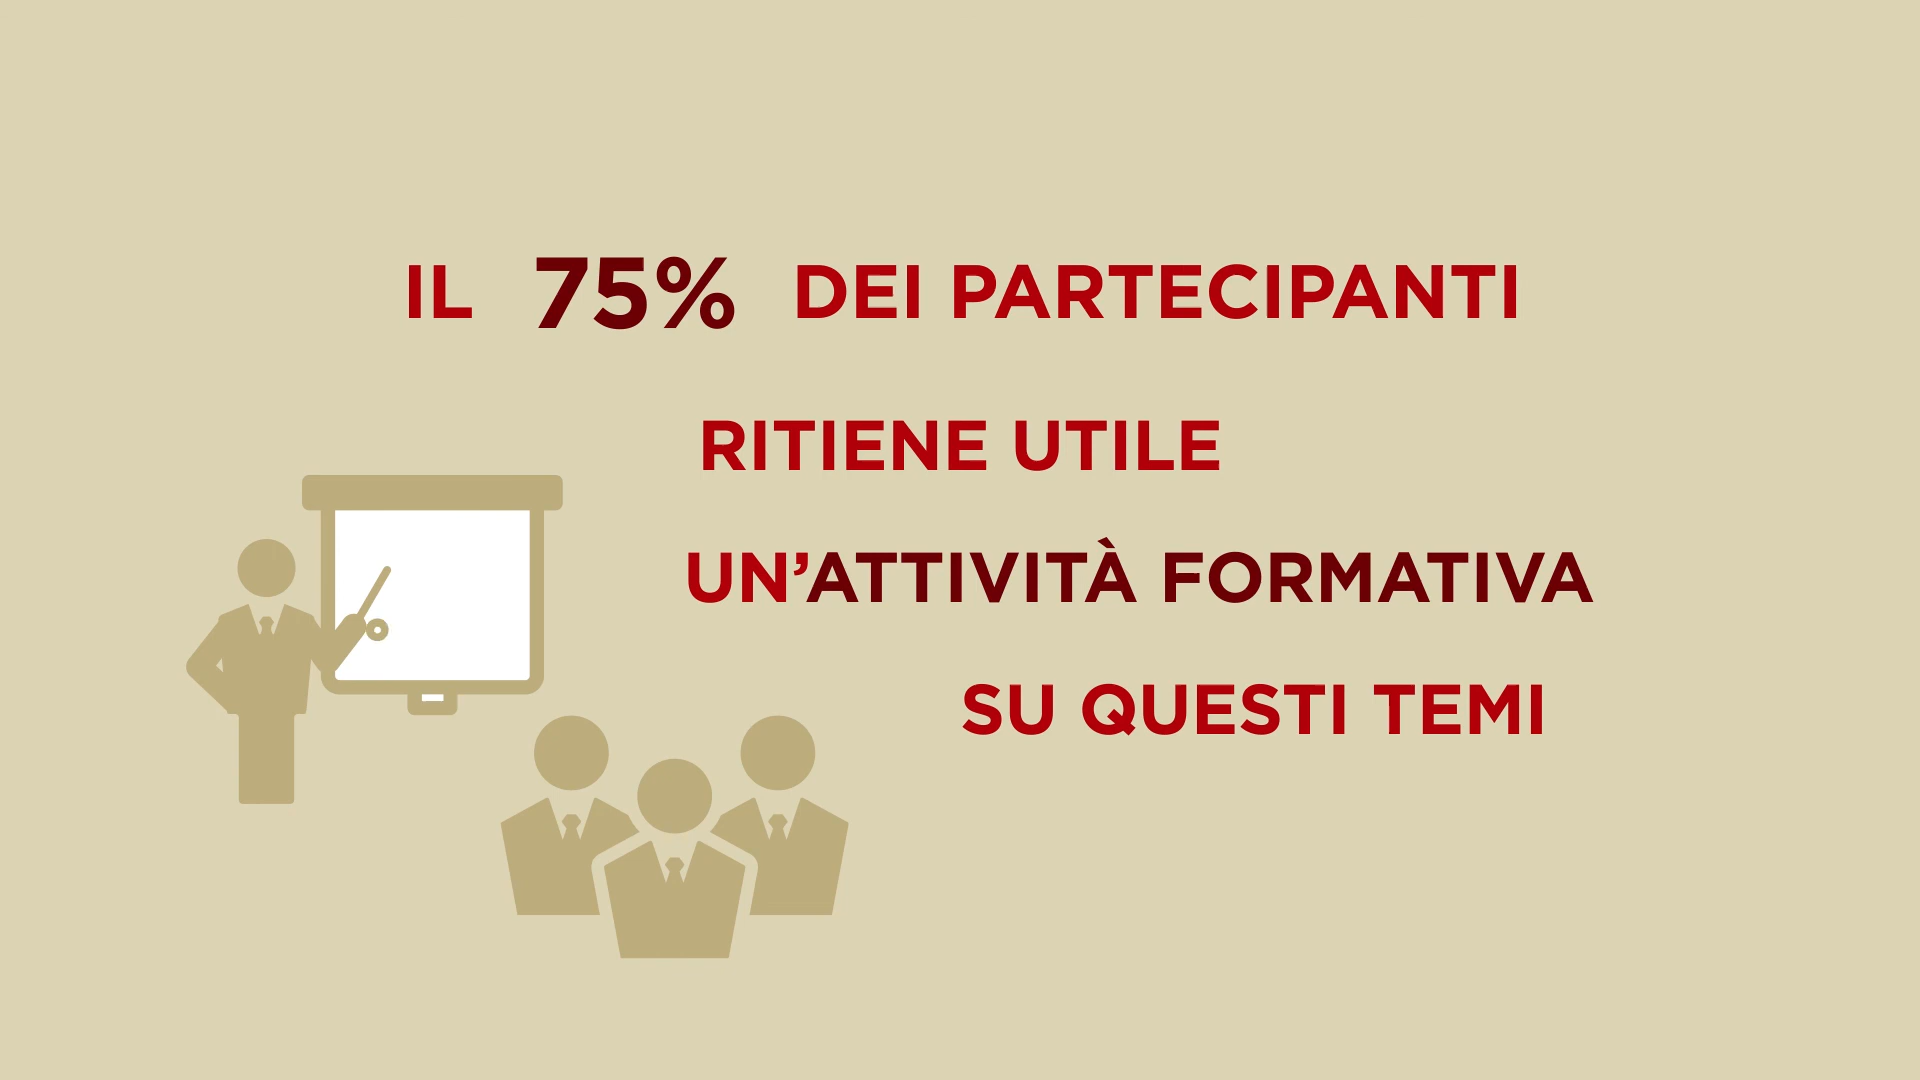 IL 75% DEI PARTECIPANTI
RITIENE UTILE
UN’ATTIVITÀ FORMATIVA
SU QUESTI TEMI